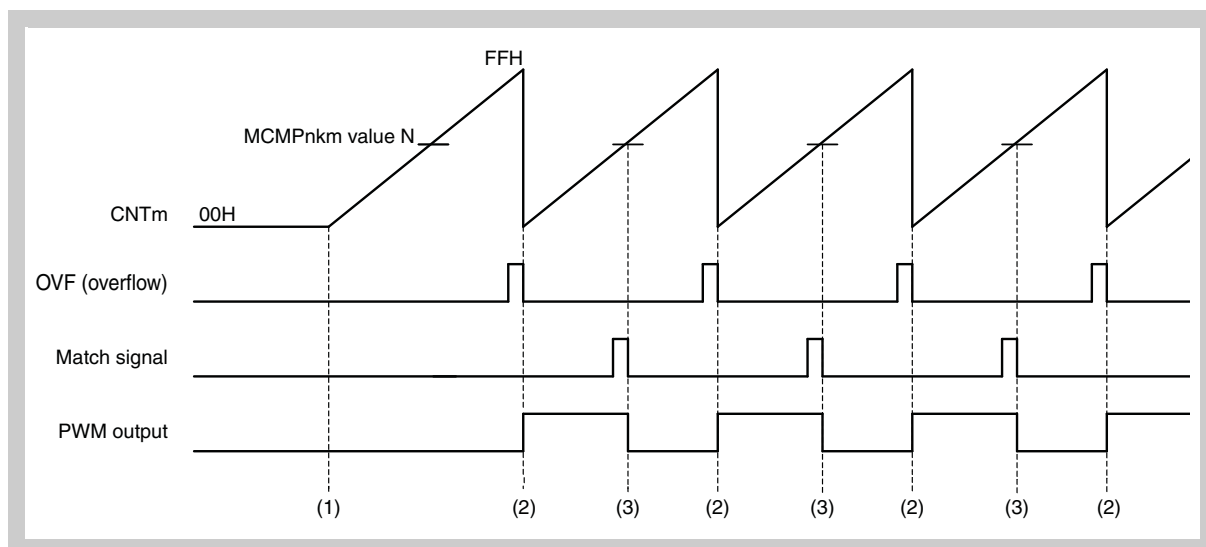 FFH
MCMPnkm value N
CNTm 00H
OVF (overflow)
Match signal
PWM output
(1) (2) (3) (2) (3) (2) (3) (2)